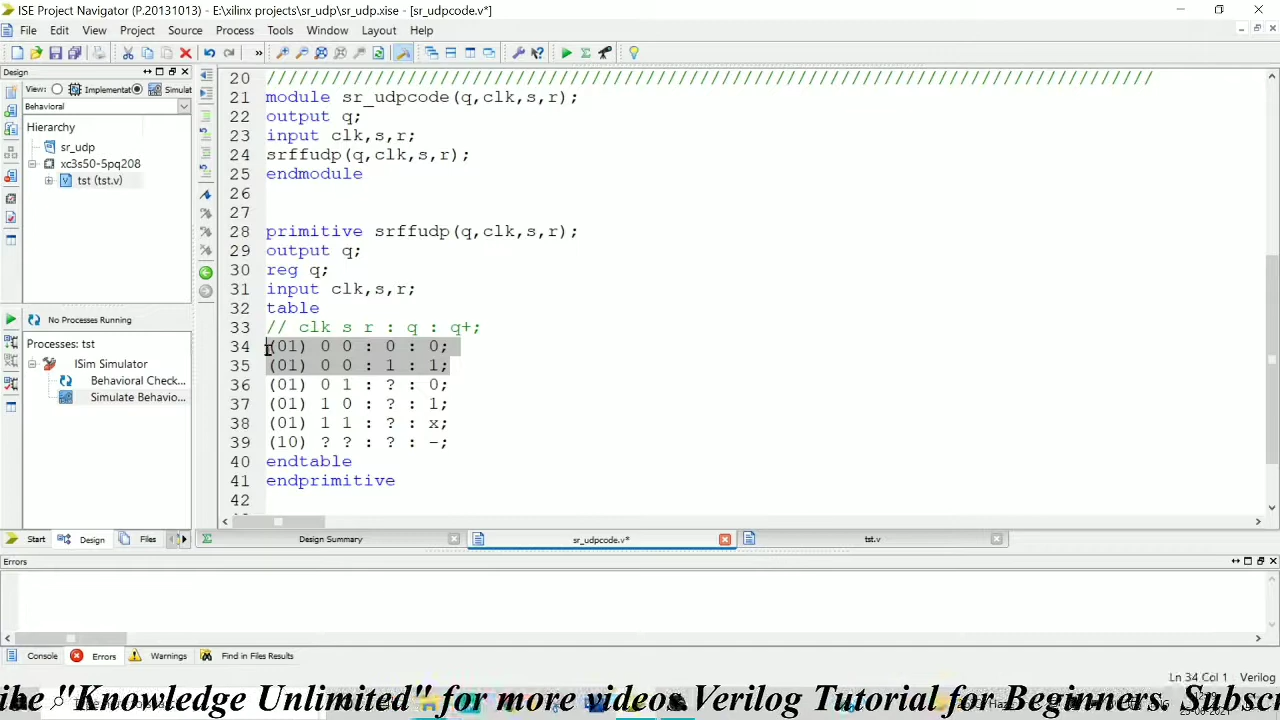 ISE Project Navigator (P.20131013) - E:\xilinx projects\sr_udp\sr_udp.xise - [sr_udpcode.v*]
File Edit View Project Source Process Tools Window Layout Help
Design
View: Implementat Simulat
Behavioral
Hierarchy
sr_udp
xc3s50-5pq208
tst (tst.v)
No Processes Running
Processes: tst
ISim Simulator
Behavioral Check...
Simulate Behavio...
Start Design Files
20 ////////////////////////////////////////////////////////////////////////////////
21 module sr_udpcode(q,clk,s,r);
22 output q;
23 input clk,s,r;
24 srffudp(q,clk,s,r);
25 endmodule
26
27
28 primitive srffudp(q,clk,s,r);
29 output q;
30 reg q;
31 input clk,s,r;
32 table
33 // clk s r : q : q+;
34 (01) 0 0 : 0 : 0;
35 (01) 0 0 : 1 : 1;
36 (01) 0 1 : ? : 0;
37 (01) 1 0 : ? : 1;
38 (01) 1 1 : ? : x;
39 (10) ? ? : ? : -;
40 endtable
41 endprimitive
42
Design Summary sr_udpcode.v* tst.v
Errors
Console Errors Warnings Find in Files Results
Ln 34 Col 1 Verilog
ibe "Knowledge Unlimited" for more videos.Verilog Tutorial for Beginners. Subsc